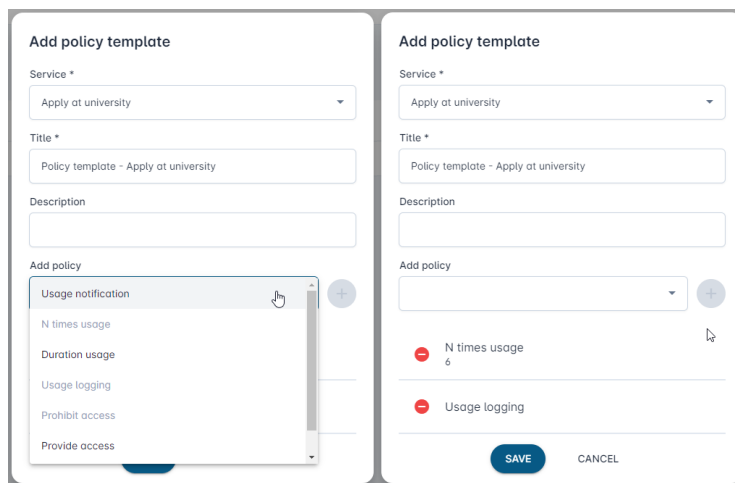 Add policy template
Service *
Apply at university
Title *
Policy template - Apply at university
Description
Add policy
Usage notification
N times usage
Duration usage
Usage logging
Prohibit access
Provide access
Add policy template
Service *
Apply at university
Title *
Policy template - Apply at university
Description
Add policy
N times usage
6
Usage logging
SAVE CANCEL